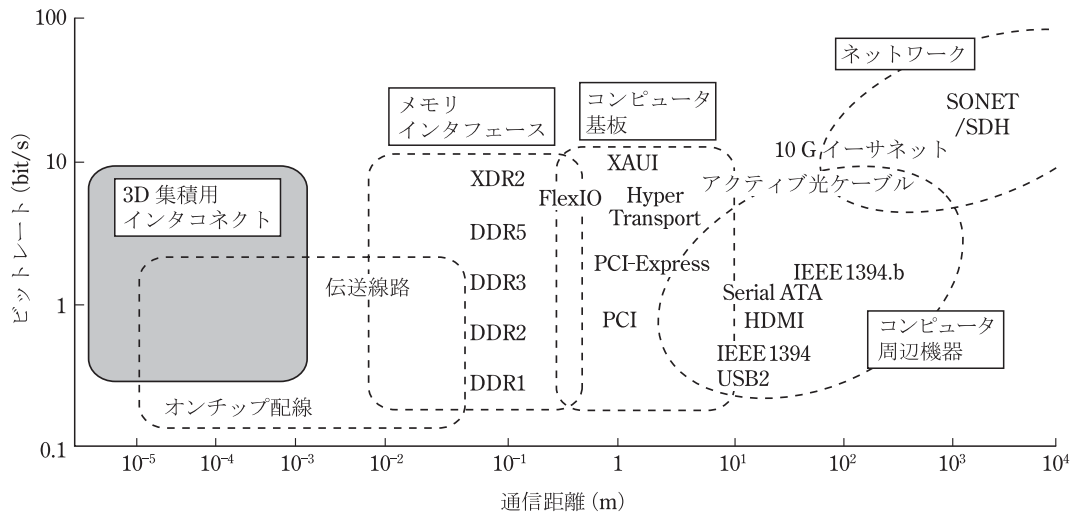 100
10
1
0.1
ビットレート (bit/s)
3D 集積用
インタコネクト
伝送線路
オンチップ配線
メモリ
インタフェース
XDR2
DDR5
DDR3
DDR2
DDR1
コンピュータ
基板
XAUI
FlexIO
Hyper
Transport
PCI-Express
PCI
ネットワーク
SONET
/SDH
10 G イーサネット
アクティブ光ケーブル
IEEE 1394.b
Serial ATA
HDMI
IEEE 1394
USB2
コンピュータ
周辺機器
10⁻⁵ 10⁻⁴ 10⁻³ 10⁻² 10⁻¹ 1 10¹ 10² 10³ 10⁴
通信距離 (m)